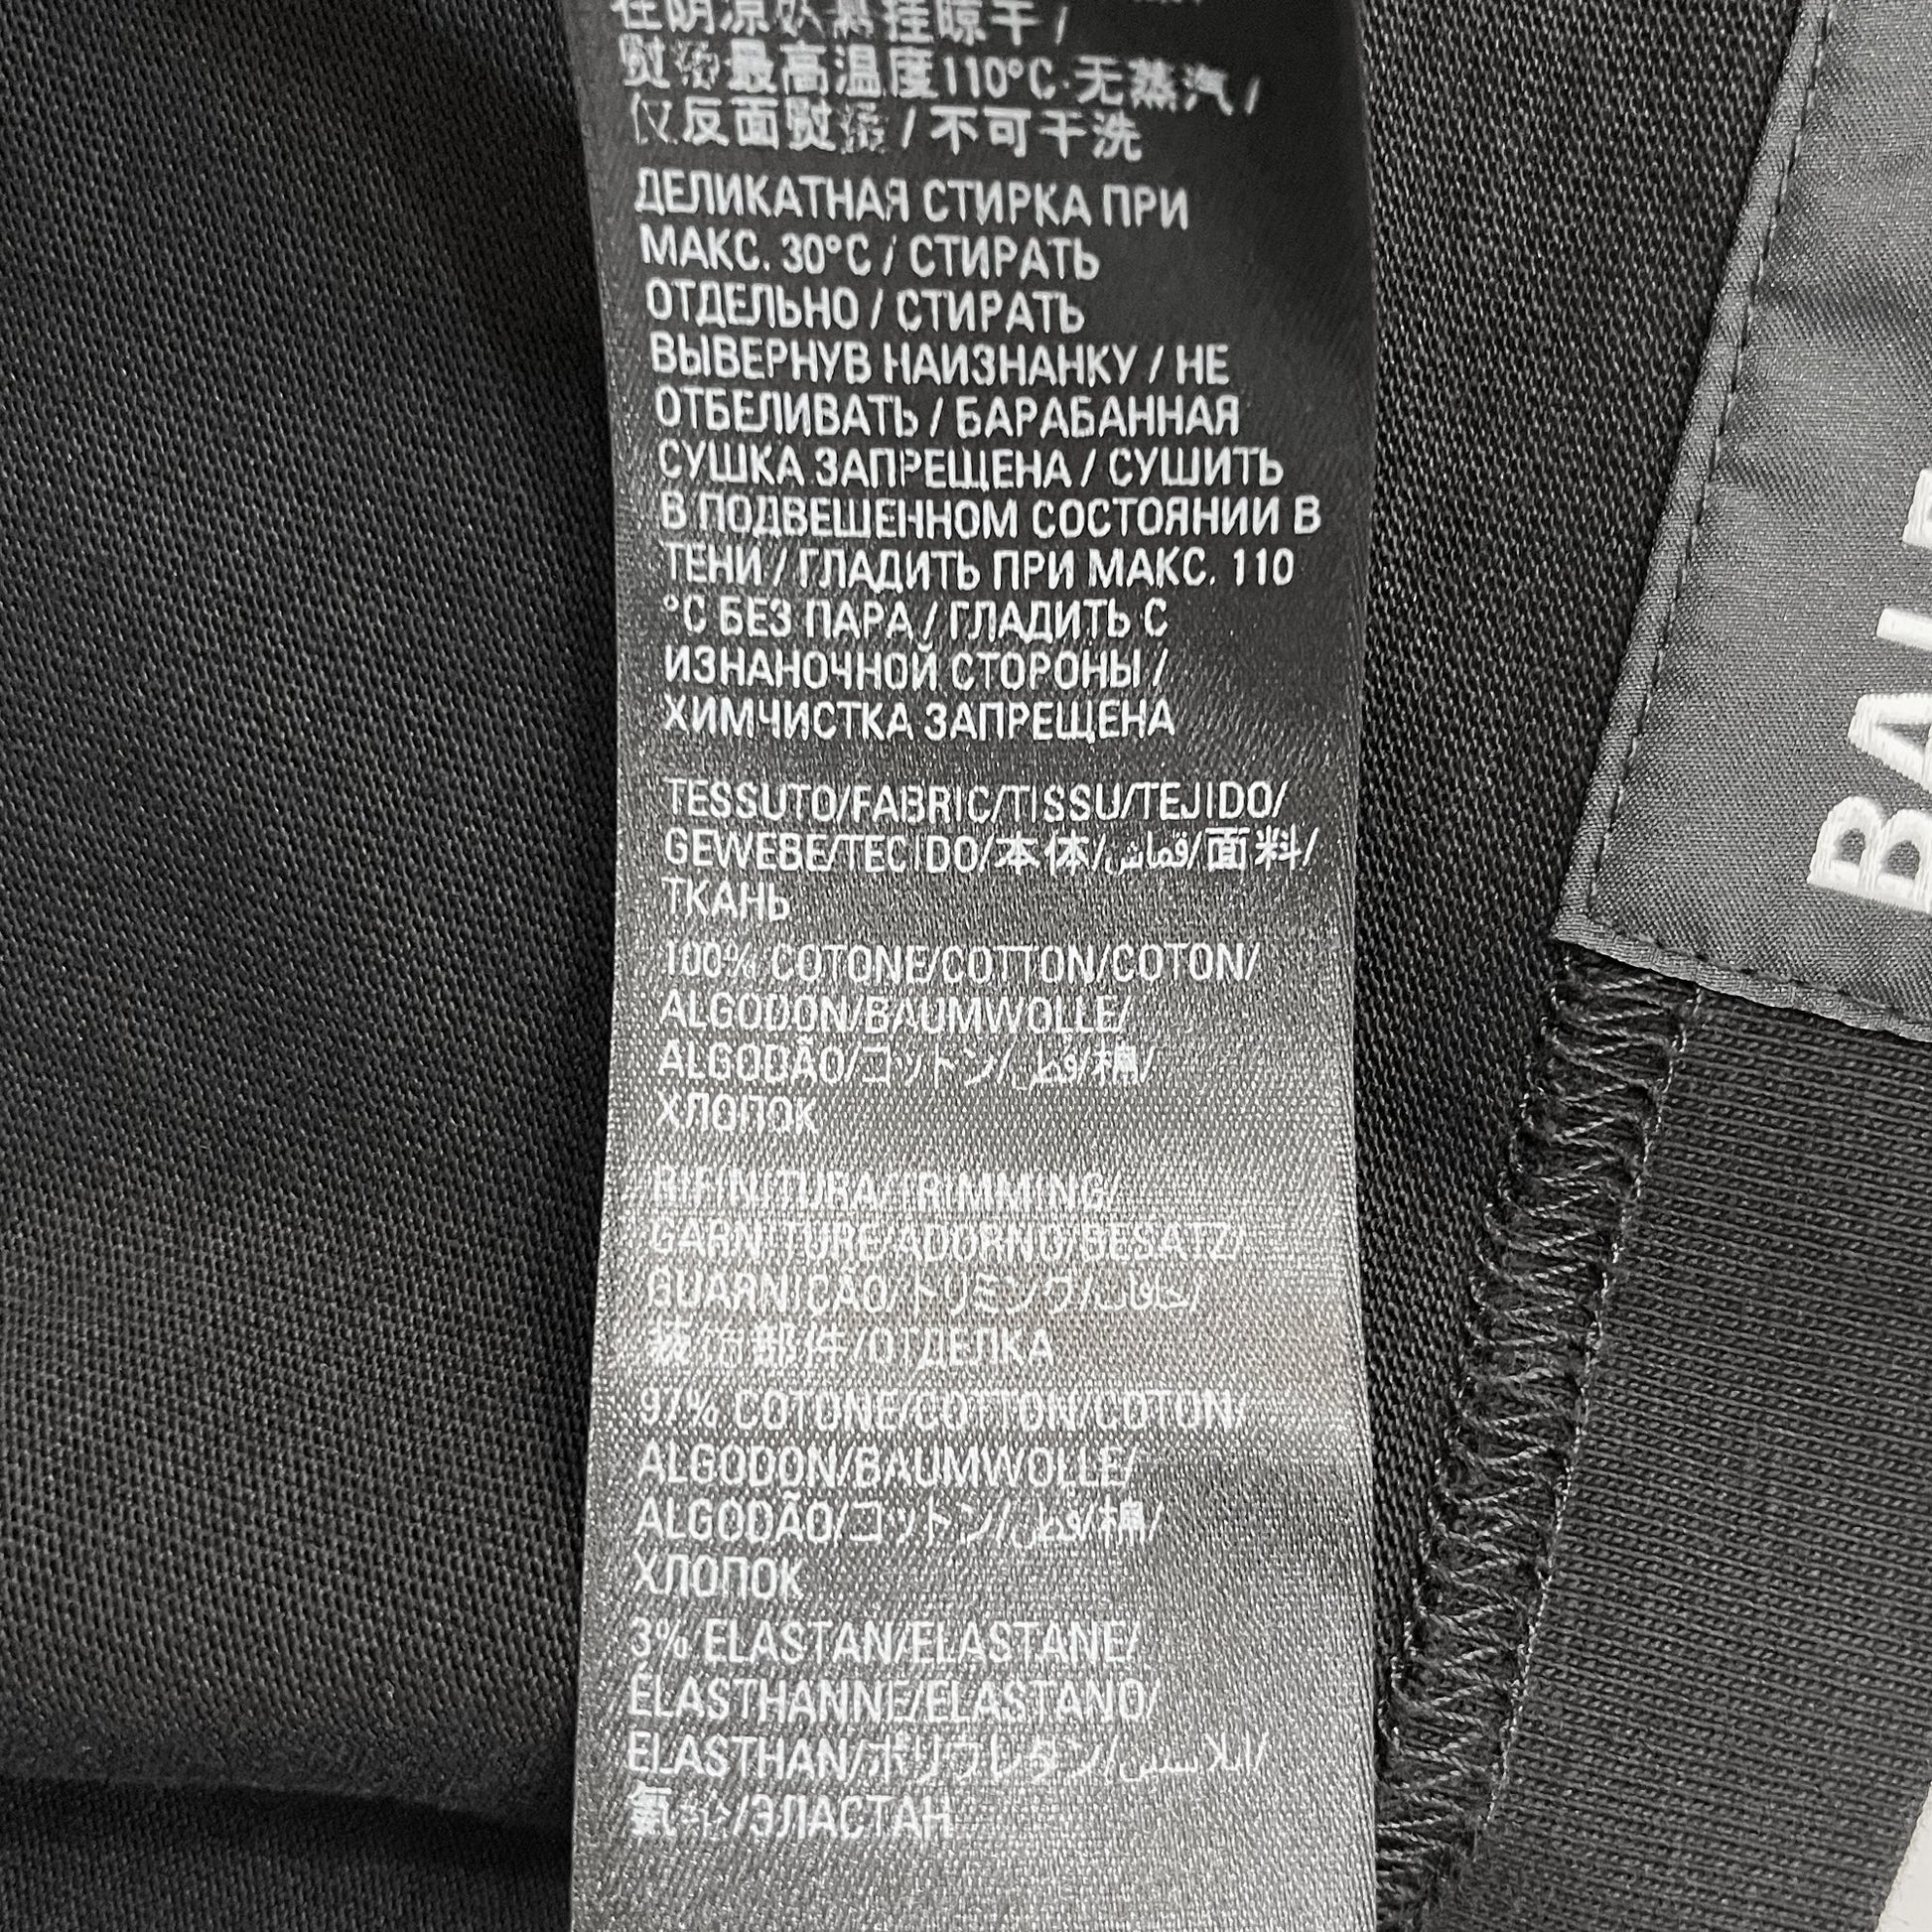 在阴凉处悬挂晾干 /
熨烫最高温度110°C·无蒸汽 /
仅反面熨烫 / 不可干洗
ДЕЛИКАТНАЯ СТИРКА ПРИ
МАКС. 30°C / СТИРАТЬ
ОТДЕЛЬНО / СТИРАТЬ
ВЫВЕРНУВ НАИЗНАНКУ / НЕ
ОТБЕЛИВАТЬ / БАРАБАННАЯ
СУШКА ЗАПРЕЩЕНА / СУШИТЬ
В ПОДВЕШЕННОМ СОСТОЯНИИ В
ТЕНИ / ГЛАДИТЬ ПРИ МАКС. 110
°C БЕЗ ПАРА / ГЛАДИТЬ С
ИЗНАНОЧНОЙ СТОРОНЫ /
ХИМЧИСТКА ЗАПРЕЩЕНА
TESSUTO/FABRIC/TISSU/TEJIDO/
GEWEBE/TECIDO/本体/قماش/面料/
ТКАНЬ
100% COTONE/COTTON/COTON/
ALGODON/BAUMWOLLE/
ALGODÃO/コットン/قطن/棉/
ХЛОПОК
RIFINITURA/TRIMMING/
GARNITURE/ADORNO/BESATZ/
GUARNIÇÃO/トリミング/حافات/
装饰部件/ОТДЕЛКА
97% COTONE/COTTON/COTON/
ALGODON/BAUMWOLLE/
ALGODÃO/コットン/قطن/棉/
ХЛОПОК
3% ELASTAN/ELASTANE/
ÉLASTHANNE/ELASTANO/
ELASTHAN/ポリウレタン/إيلاستين/
氨纶/ЭЛАСТАН
BALE